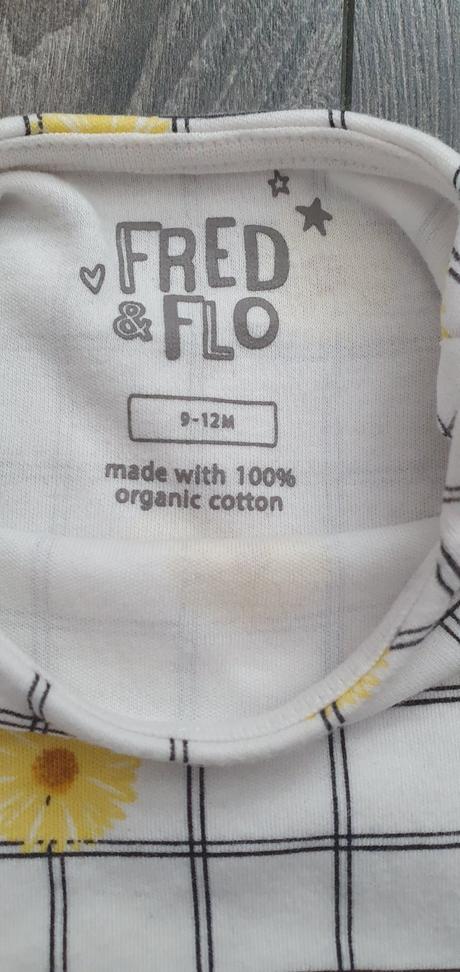 FRED
& FLO
9-12M
made with 100%
organic cotton